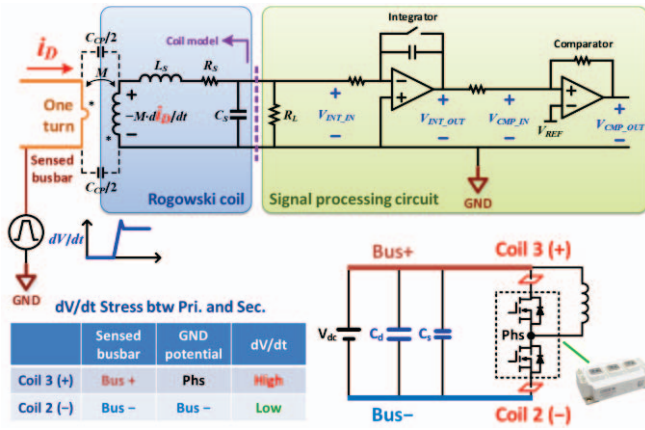 Integrator
Coil model
Comparator
C_CP/2
i_D
M
L_S
R_S
One
turn
*
*
+
−M·di_D/dt
−
C_S
R_L
+
V_INT_IN
−
−
+
+
V_INT_OUT
−
+
V_CMP_IN
−
−
+
V_REF
+
V_CMP_OUT
−
Sensed
busbar
C_CP/2
Rogowski coil
Signal processing circuit
GND
dV/dt
GND
dV/dt Stress btw Pri. and Sec.
Sensed busbar
GND potential
dV/dt
Coil 3 (+)
Bus +
Phs
High
Coil 2 (−)
Bus −
Bus −
Low
Bus+
Coil 3 (+)
V_dc
C_d
C_s
Phs
Bus−
Coil 2 (−)